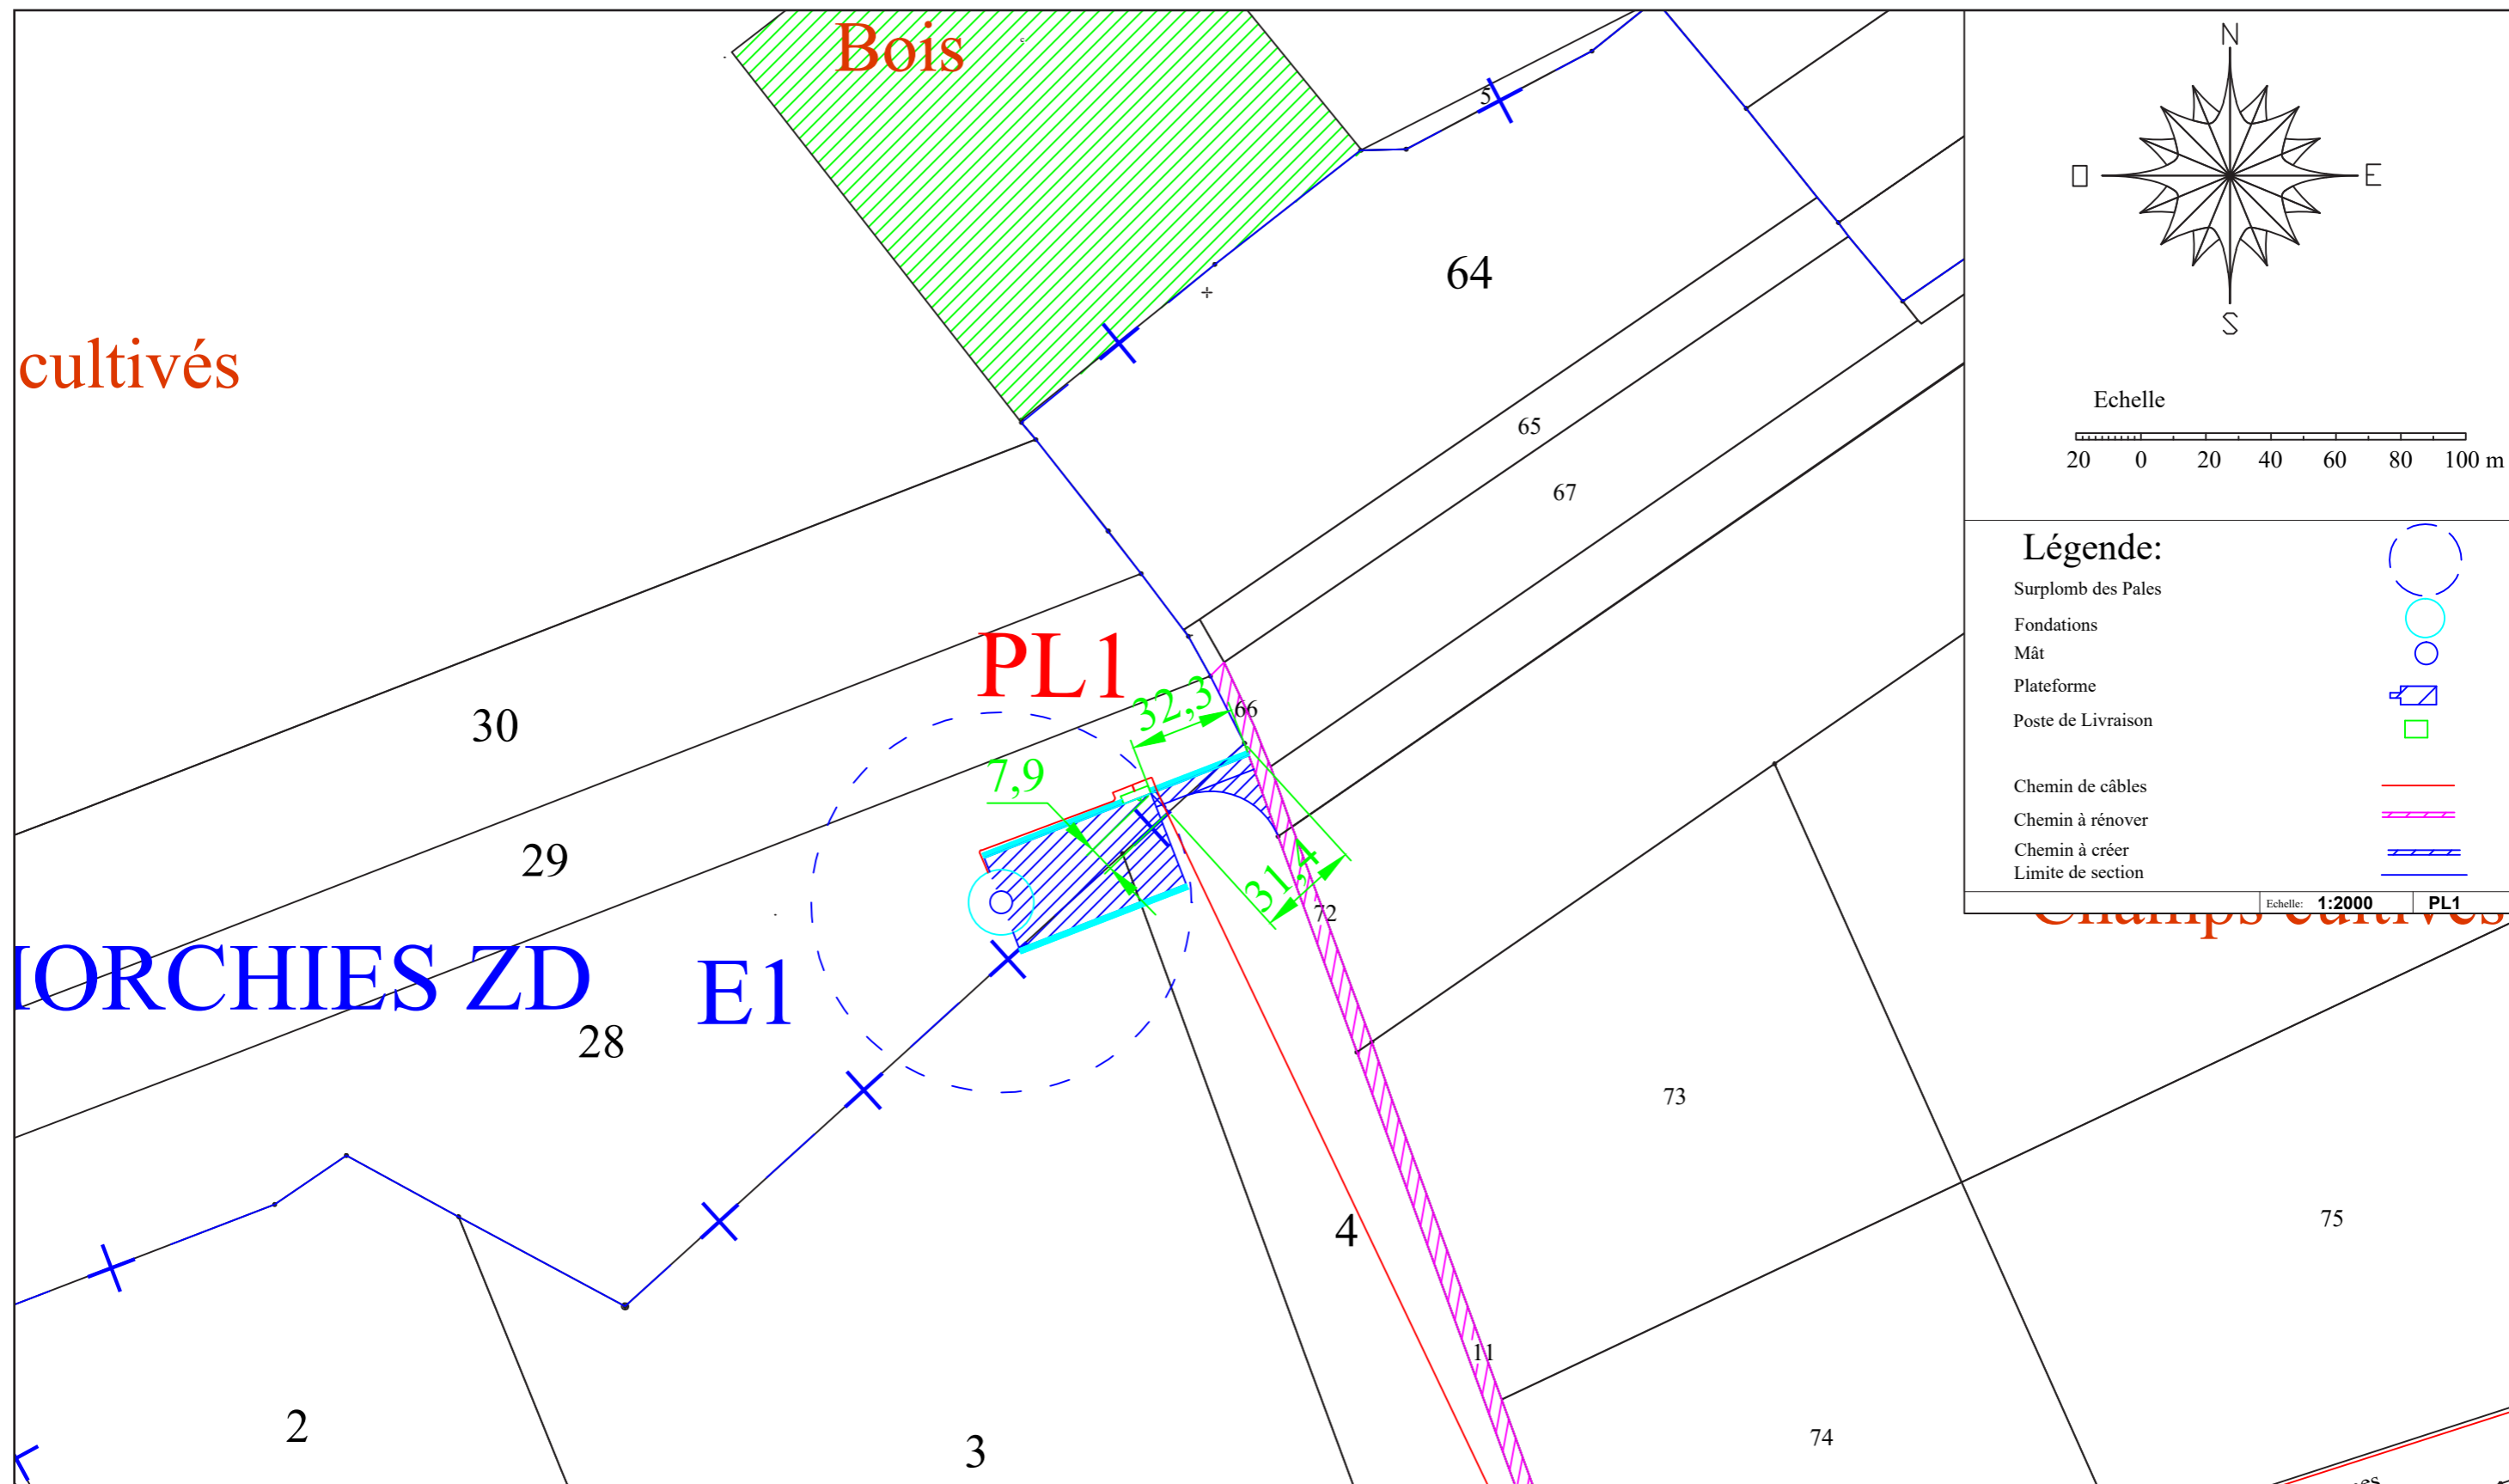 Bois
5
N
E
S
64
cultivés
Echelle
20 0 20 40 60 80 100 m
65
67
Légende:
Surplomb des Pales
Fondations
Mât
Plateforme
Poste de Livraison
Chemin de câbles
Chemin à rénover
Chemin à créer
Limite de section
Echelle: 1:2000 PL1
Champs cultivés
PL1
32,3
66
30
7,9
29
31,4
72
ORCHIES ZD
E1
28
73
75
4
11
2
3
74